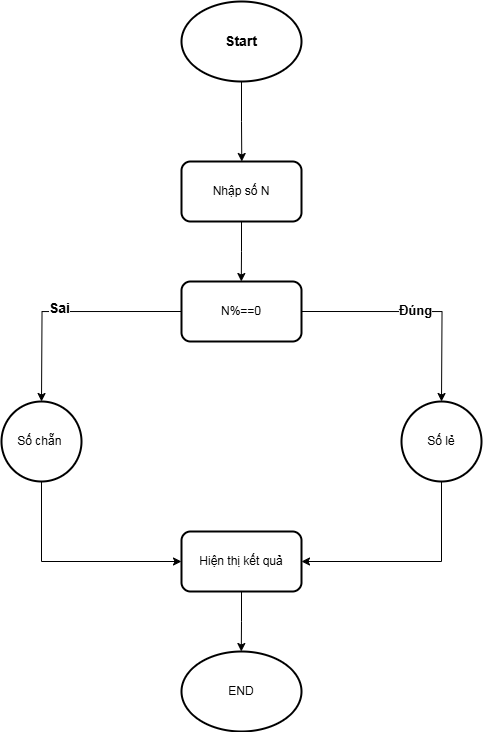 Start
Nhập số N
N%==0
Sai
Đúng
Số chẵn
Số lẻ
Hiện thị kết quả
END